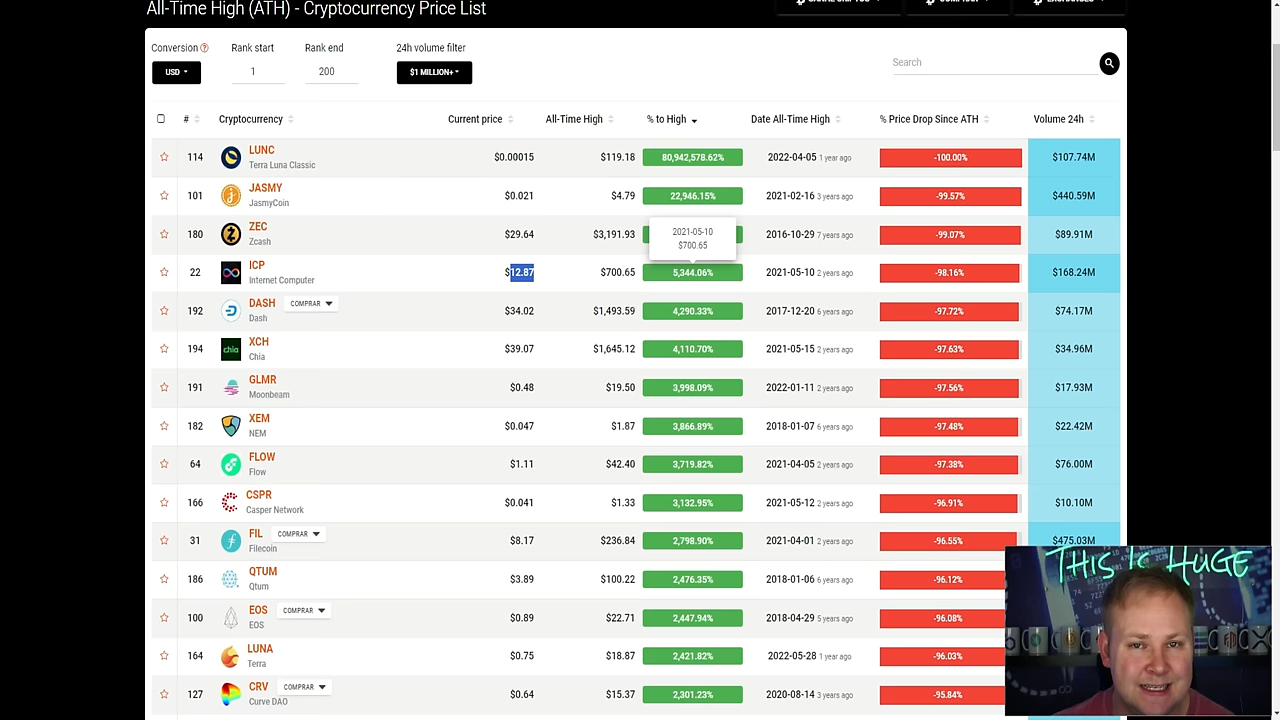 All-Time High (ATH) - Cryptocurrency Price List
Conversion Rank start Rank end 24h volume filter
USD 1 200 $1 MILLION+ Search
# Cryptocurrency Current price All-Time High % to High Date All-Time High % Price Drop Since ATH Volume 24h
114 LUNC Terra Luna Classic $0.00015 $119.18 80,942,578.62% 2022-04-05 1 year ago -100.00% $107.74M
101 JASMY JasmyCoin $0.021 $4.79 22,946.15% 2021-02-16 3 years ago -99.57% $440.59M
180 ZEC Zcash $29.64 $3,191.93 2016-10-29 7 years ago -99.07% $89.91M
2021-05-10
$700.65
22 ICP Internet Computer $12.87 $700.65 5,344.06% 2021-05-10 2 years ago -98.16% $168.24M
192 DASH COMPRAR Dash $34.02 $1,493.59 4,290.33% 2017-12-20 6 years ago -97.72% $74.17M
194 XCH chia Chia $39.07 $1,645.12 4,110.70% 2021-05-15 2 years ago -97.63% $34.96M
191 GLMR Moonbeam $0.48 $19.50 3,998.09% 2022-01-11 2 years ago -97.56% $17.93M
182 XEM NEM $0.047 $1.87 3,866.89% 2018-01-07 6 years ago -97.48% $22.42M
64 FLOW Flow $1.11 $42.40 3,719.82% 2021-04-05 2 years ago -97.38% $76.00M
166 CSPR Casper Network $0.041 $1.33 3,132.95% 2021-05-12 2 years ago -96.91% $10.10M
31 FIL COMPRAR Filecoin $8.17 $236.84 2,798.90% 2021-04-01 2 years ago -96.55% $475.03M
186 QTUM Qtum $3.89 $100.22 2,476.35% 2018-01-06 6 years ago -96.12%
100 EOS COMPRAR EOS $0.89 $22.71 2,447.94% 2018-04-29 5 years ago -96.08%
164 LUNA Terra $0.75 $18.87 2,421.82% 2022-05-28 1 year ago -96.03%
127 CRV COMPRAR Curve DAO $0.64 $15.37 2,301.23% 2020-08-14 3 years ago -95.84%
THIS IS HUGE